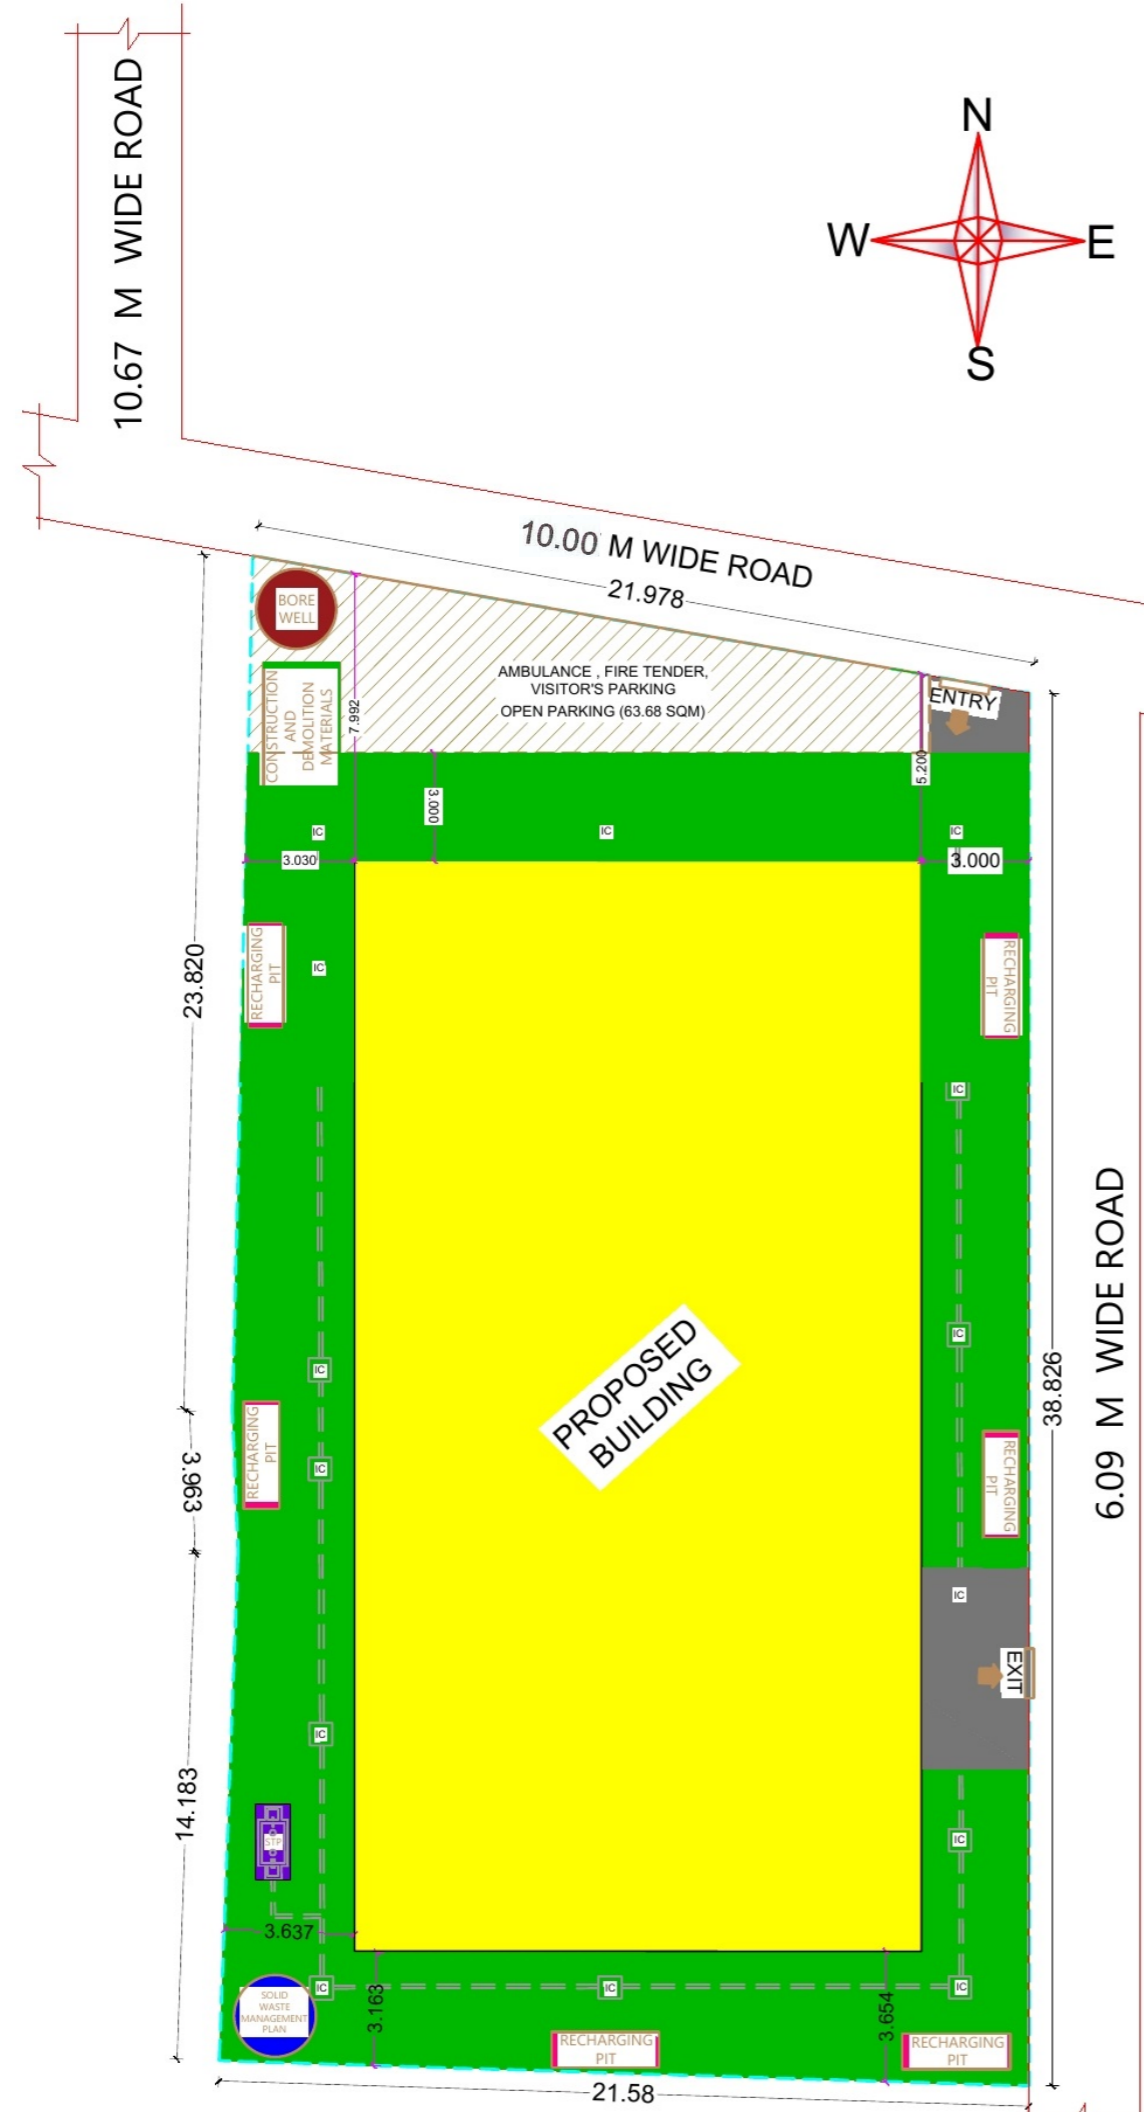 10.67 M WIDE ROAD
N
W
E
S
10.00 M WIDE ROAD
21.978
BORE
WELL
CONSTRUCTION
AND
DEMOLITION
MATERIALS
7.992
AMBULANCE , FIRE TENDER,
VISITOR'S PARKING
OPEN PARKING (63.68 SQM)
ENTRY
5.200
3.000
IC
IC
IC
3.030
3.000
RECHARGING
PIT
IC
RECHARGING
PIT
23.820
IC
6.09 M WIDE ROAD
IC
PROPOSED
BUILDING
38.826
IC
RECHARGING
PIT
IC
RECHARGING
PIT
3.963
IC
EXIT
IC
14.183
STP
IC
3.637
SOLID
WASTE
MANAGEMENT
PLAN
IC
IC
IC
3.163
3.654
RECHARGING
PIT
RECHARGING
PIT
21.58